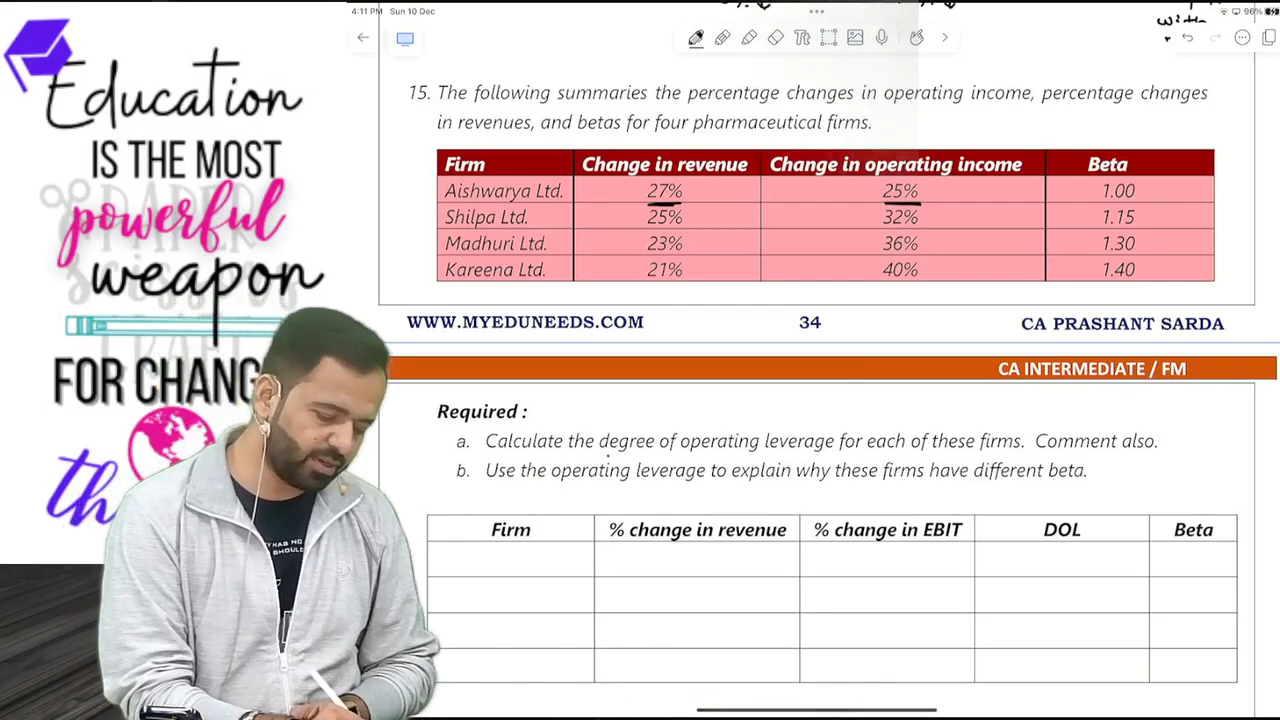 4:11 PM Sun 10 Dec
96%
with
Education
IS THE MOST
powerful
weapon
FOR CHANG
th
15. The following summaries the percentage changes in operating income, percentage changes
in revenues, and betas for four pharmaceutical firms.
Firm Change in revenue Change in operating income Beta
Aishwarya Ltd. 27% 25% 1.00
Shilpa Ltd. 25% 32% 1.15
Madhuri Ltd. 23% 36% 1.30
Kareena Ltd. 21% 40% 1.40
WWW.MYEDUNEEDS.COM 34 CA PRASHANT SARDA
CA INTERMEDIATE / FM
Required :
a. Calculate the degree of operating leverage for each of these firms. Comment also.
b. Use the operating leverage to explain why these firms have different beta.
Firm % change in revenue % change in EBIT DOL Beta